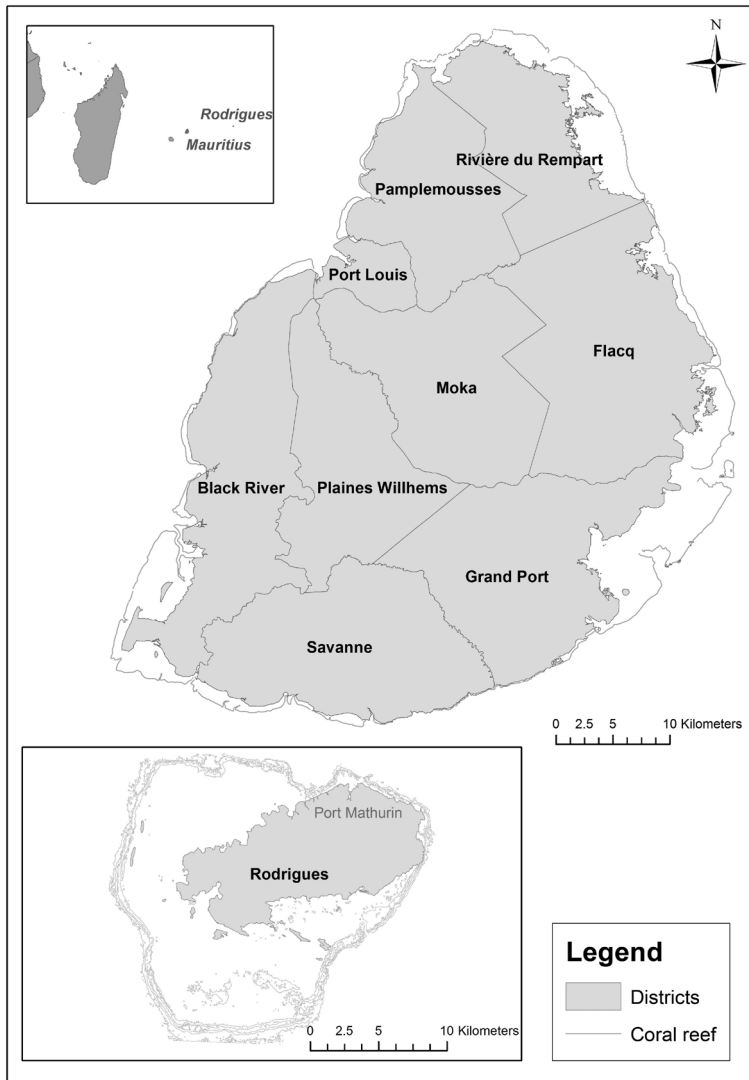 N
Rodrigues
Mauritius
Rivière du Rempart
Pamplemousses
Port Louis
Flacq
Moka
Black River
Plaines Willhems
Grand Port
Savanne
0 2.5 5 10 Kilometers
Port Mathurin
Rodrigues
0 2.5 5 10 Kilometers
Legend
Districts
Coral reef